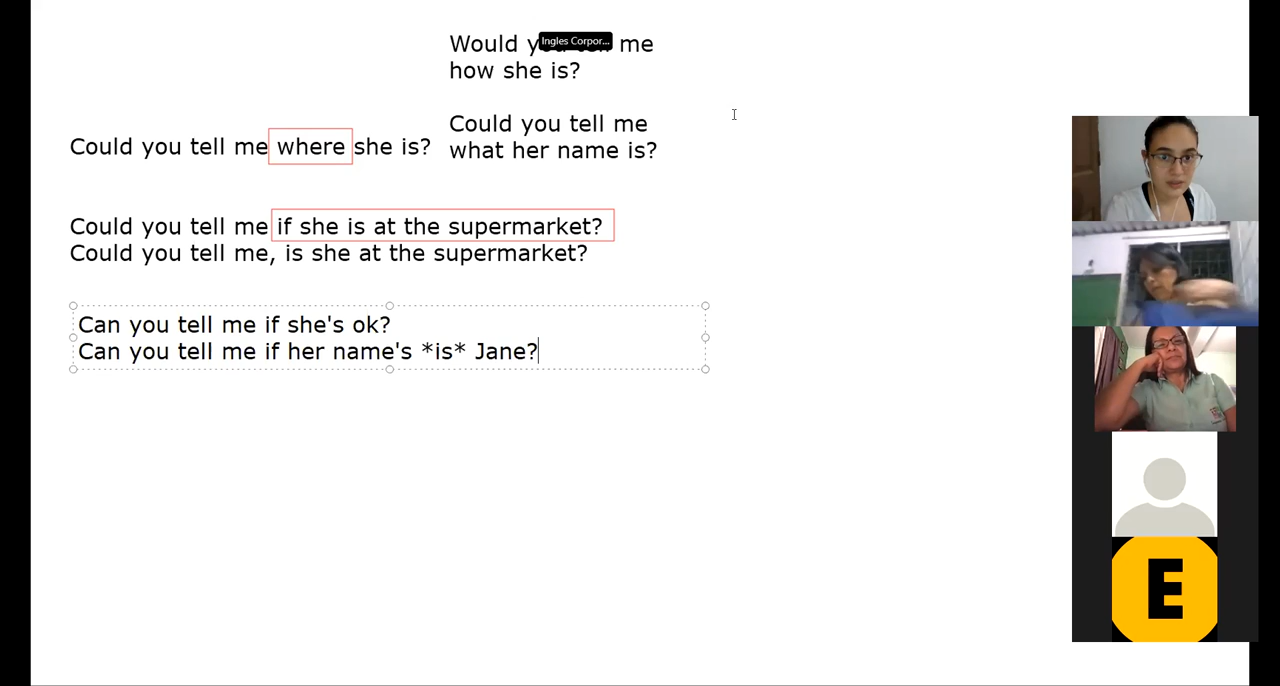 Would me
Ingles Corpor...
how she is?
Could you tell me
what her name is?
Could you tell me where she is?
Could you tell me if she is at the supermarket?
Could you tell me, is she at the supermarket?
Can you tell me if she's ok?
Can you tell me if her name's *is* Jane?
E